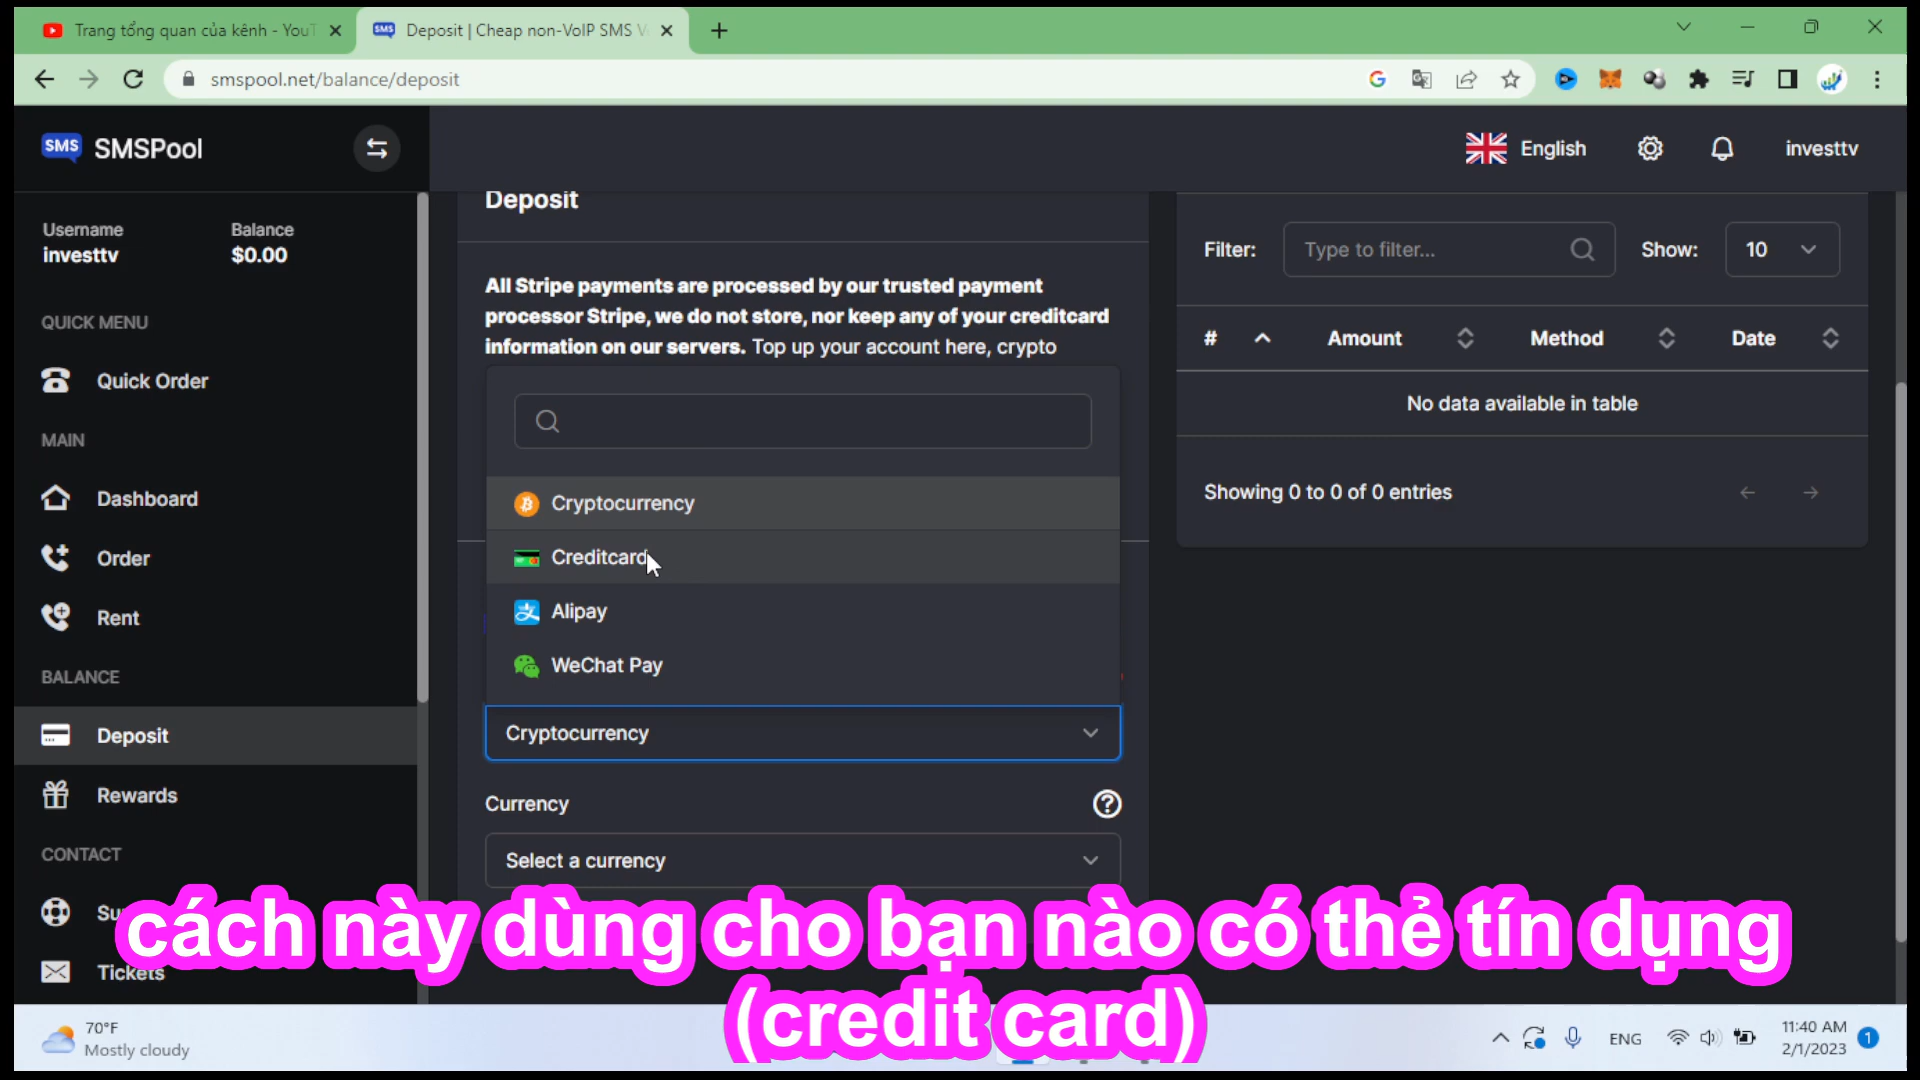 Trang tổng quan của kênh - YouT
SMS Deposit | Cheap non-VoIP SMS V
smspool.net/balance/deposit
SMS SMSPool
English
investtv
Username
Balance
investtv
$0.00
QUICK MENU
Quick Order
MAIN
Dashboard
Order
Rent
BALANCE
Deposit
Rewards
CONTACT
Su
Tickets
Deposit
All Stripe payments are processed by our trusted payment
processor Stripe, we do not store, nor keep any of your creditcard
information on our servers. Top up your account here, crypto
Cryptocurrency
Creditcard
Alipay
WeChat Pay
Cryptocurrency
Currency
Select a currency
Filter: Type to filter... Show: 10
# Amount Method Date
No data available in table
Showing 0 to 0 of 0 entries
cách này dùng cho bạn nào có thẻ tín dụng
(credit card)
70°F
Mostly cloudy
ENG
11:40 AM
2/1/2023
1